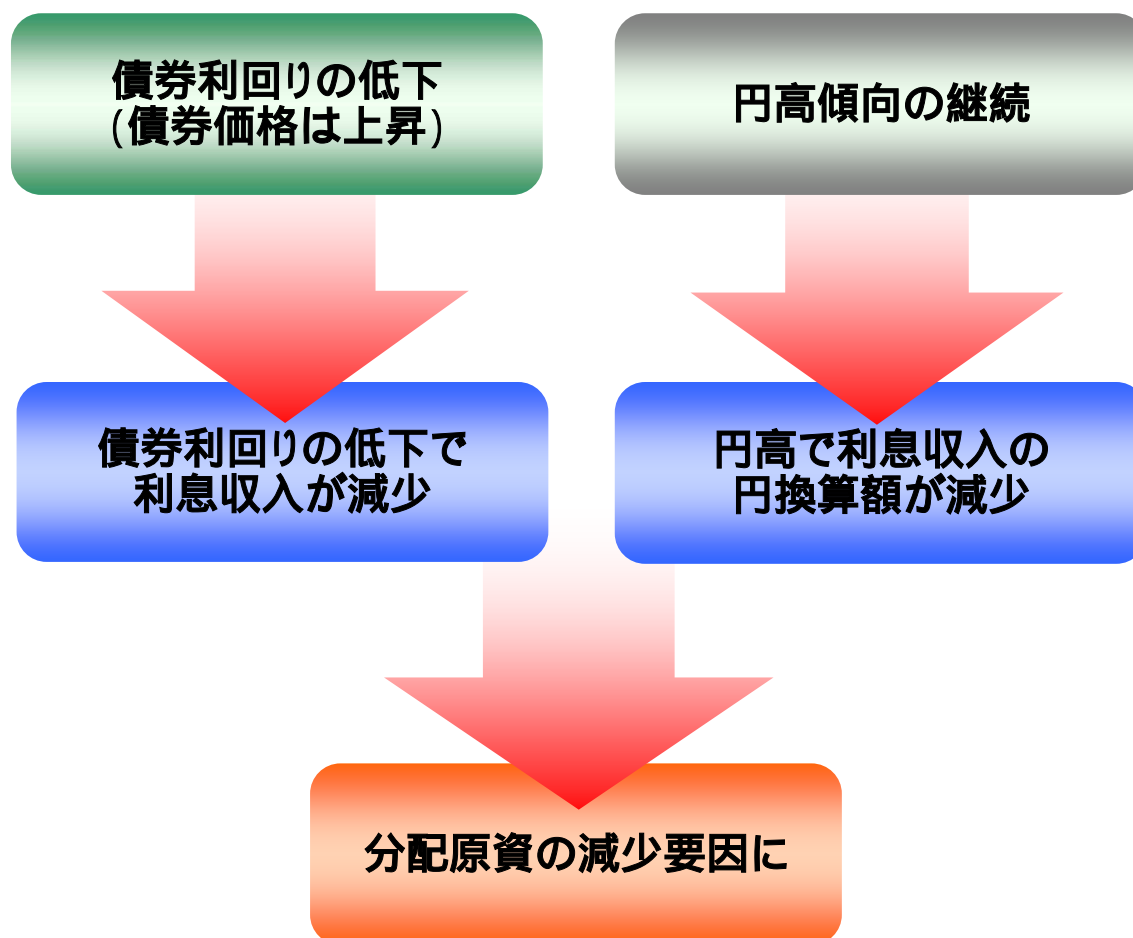 債券利回りの低下
(債券価格は上昇)
円高傾向の継続
債券利回りの低下で
利息収入が減少
円高で利息収入の
円換算額が減少
分配原資の減少要因に